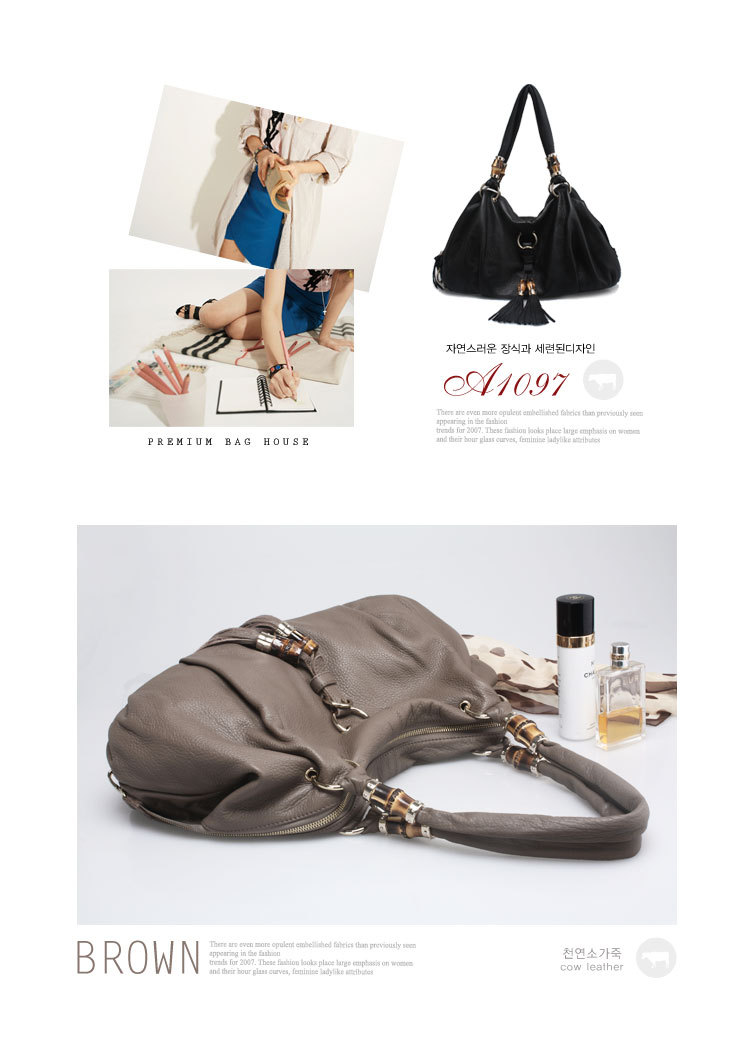 자연스러운 장식과 세련된디자인
A1097
There are even more opulent embellished fabrics than previously seen
appearing in the fashion
trends for 2007. These fashion looks place large emphasis on women
and their hour glass curves, feminine ladylike attributes
PREMIUM BAG HOUSE
BROWN
There are even more opulent embellished fabrics than previously seen
appearing in the fashion
trends for 2007. These fashion looks place large emphasis on women
and their hour glass curves, feminine ladylike attributes
천연소가죽
cow leather